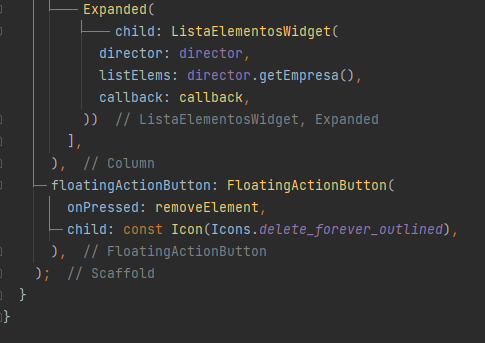 Expanded(
child: ListaElementosWidget(
director: director,
listElems: director.getEmpresa(),
callback: callback,
)) // ListaElementosWidget, Expanded
],
), // Column
floatingActionButton: FloatingActionButton(
onPressed: removeElement,
child: const Icon(Icons.delete_forever_outlined),
), // FloatingActionButton
); // Scaffold
}
}